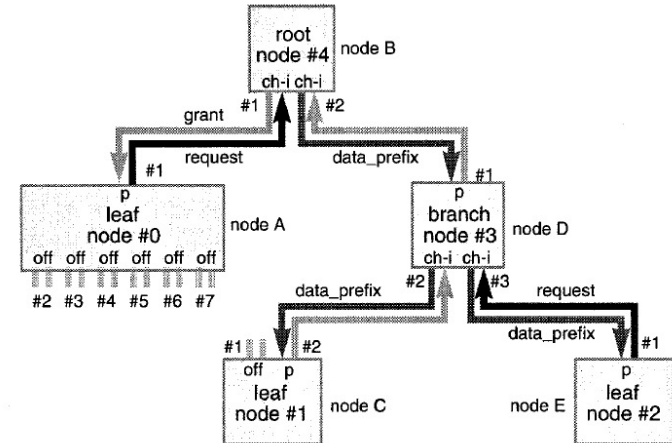 root
node #4
node B
ch-i ch-i
#1
#2
grant
request
data_prefix
#1
#1
p
leaf
node #0
node A
off off off off off off
#2 #3 #4 #5 #6 #7
p
branch
node #3
node D
ch-i ch-i
#2
#3
data_prefix
request
data_prefix
#1
#2
#1
off p
leaf
node #1
node C
p
leaf
node #2
node E